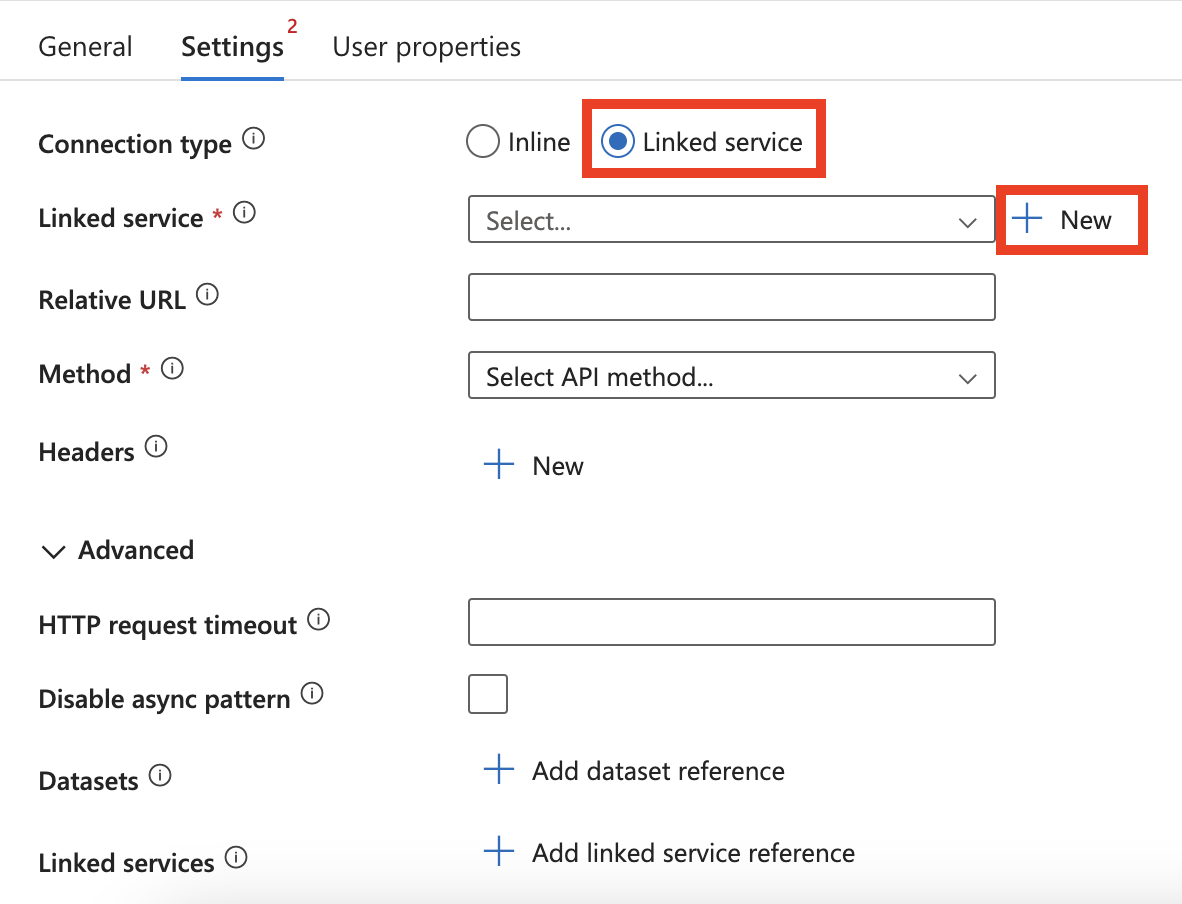 General Settings 2 User properties
Connection type Inline Linked service
Linked service * Select... New
Relative URL
Method * Select API method...
Headers New
Advanced
HTTP request timeout
Disable async pattern
Datasets Add dataset reference
Linked services Add linked service reference